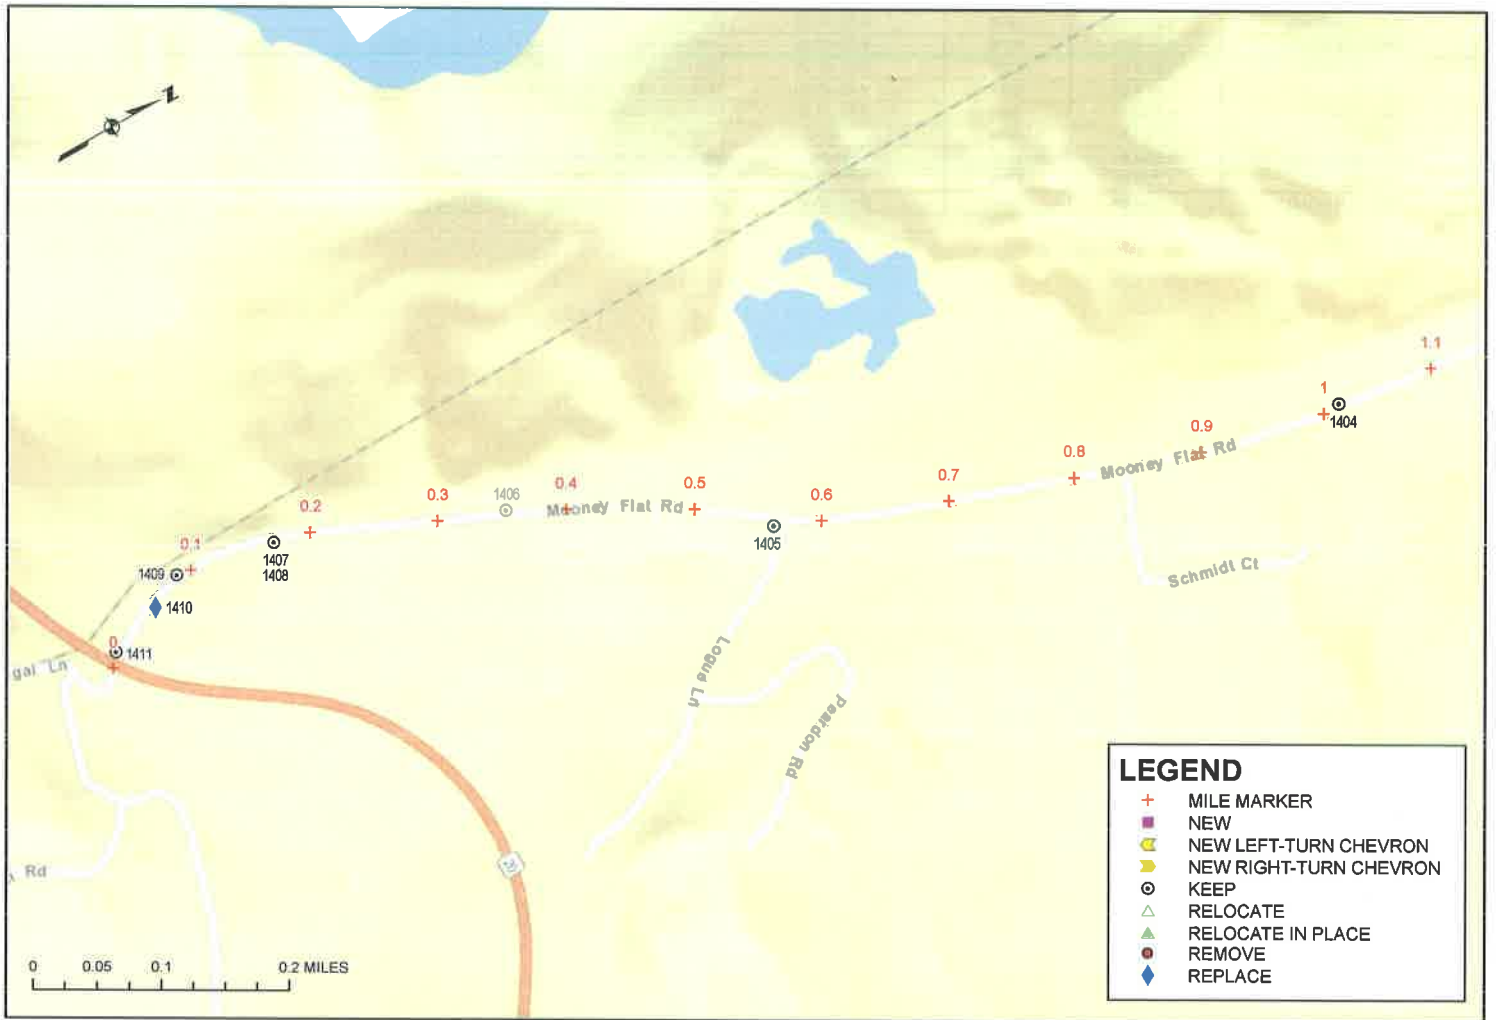 Z
1.1
1
1404
0.9
Mooney Flat Rd
0.8
0.7
0.6
0.5
0.4
Mooney Flat Rd
1406
0.3
0.2
0.1
1405
1407
1408
1409
1410
0
1411
gal Ln
Schmidt Ct
Logue Ln
Peardon Rd
20
Rd
0 0.05 0.1 0.2 MILES
LEGEND
MILE MARKER
NEW
NEW LEFT-TURN CHEVRON
NEW RIGHT-TURN CHEVRON
KEEP
RELOCATE
RELOCATE IN PLACE
REMOVE
REPLACE